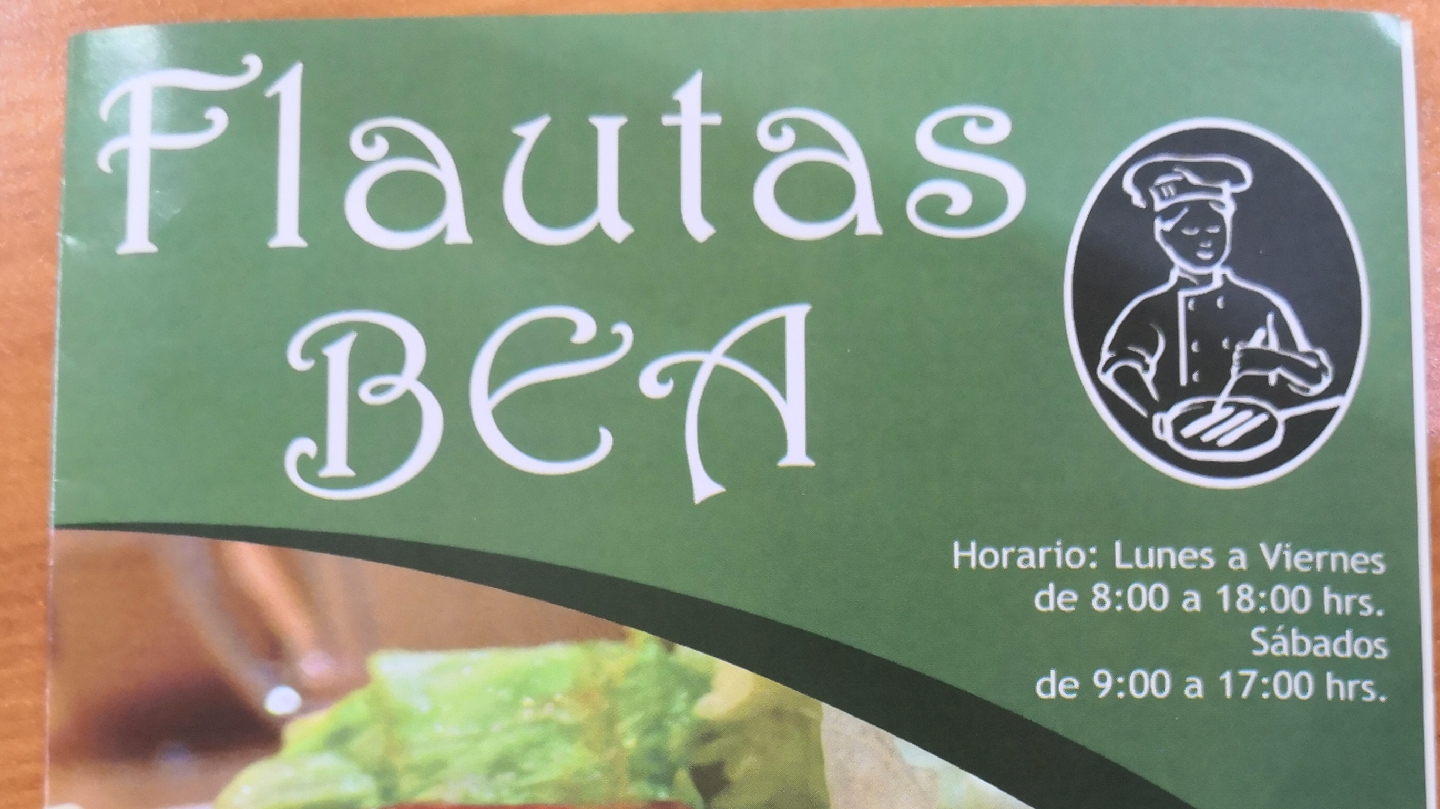 Flautas
BEA
Horario: Lunes a Viernes
de 8:00 a 18:00 hrs.
Sábados
de 9:00 a 17:00 hrs.